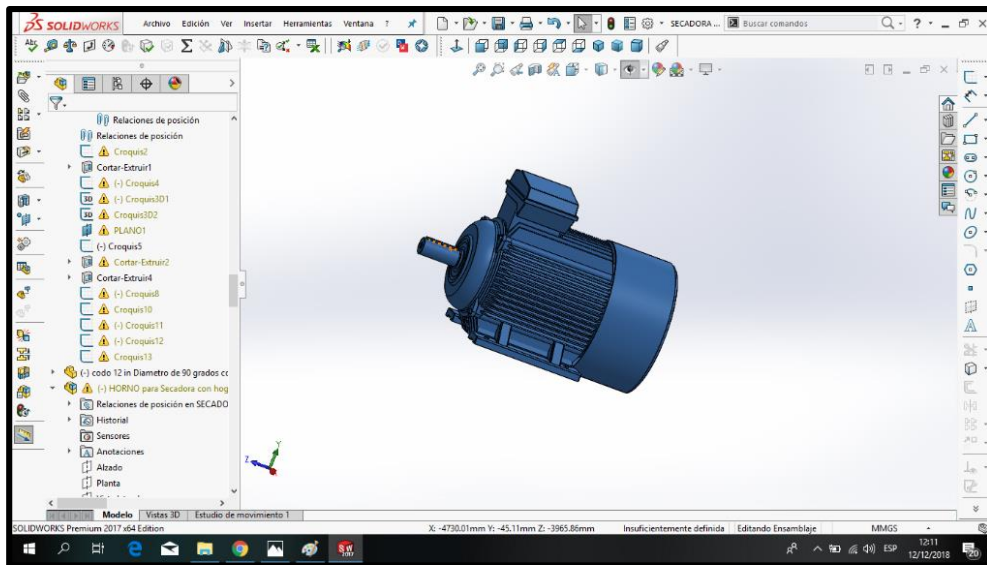 SOLIDWORKS Archivo Edición Ver Insertar Herramientas Ventana ? SECADORA ... Buscar comandos
Relaciones de posición
Relaciones de posición
Croquis2
Cortar-Extruir1
(-) Croquis4
3D (-) Croquis3D1
3D Croquis3D2
PLANO1
(-) Croquis5
Cortar-Extruir2
Cortar-Extruir4
(-) Croquis8
Croquis10
(-) Croquis11
(-) Croquis12
Croquis13
(-) codo 12 in Diametro de 90 grados cc
(-) HORNO para Secadora con hog
Relaciones de posición en SECADO
Historial
Sensores
A Anotaciones
Alzado
Planta
Y
Z
Modelo Vistas 3D Estudio de movimiento 1
SOLIDWORKS Premium 2017 x64 Edition X: -4730.01mm Y: -45.11mm Z: -3965.86mm Insuficientemente definida Editando Ensamblaje MMGS
ESP 12:11
12/12/2018 20